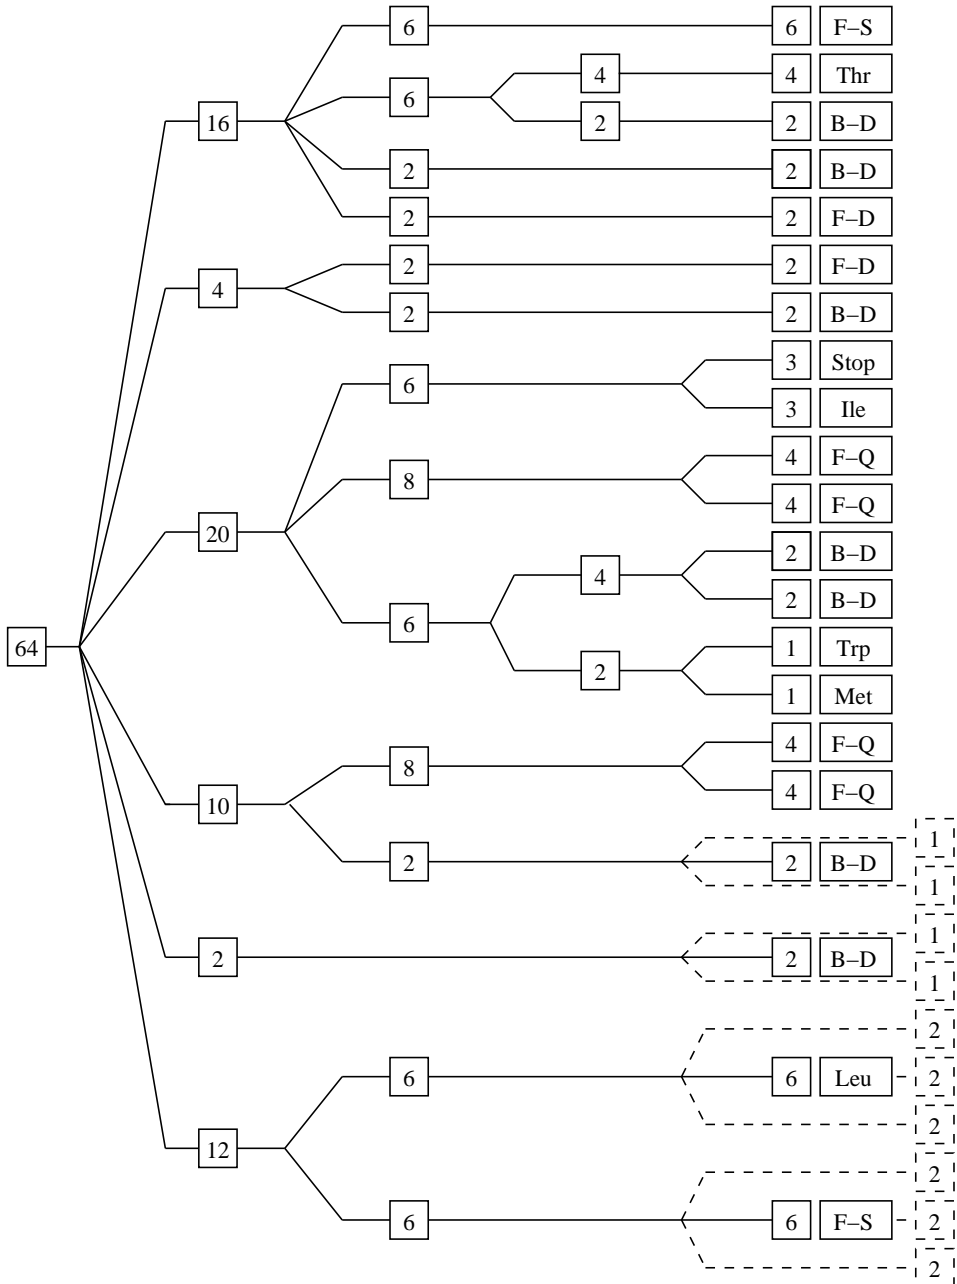 6 6 F–S
4 4 Thr
6
16 2 2 B–D
2 2 B–D
2 2 F–D
2 2 F–D
4
2 2 B–D
3 Stop
6
3 Ile
4 F–Q
8
4 F–Q
20
2 B–D
4
2 B–D
6
64 1 Trp
2
1 Met
4 F–Q
8
4 F–Q
10
1
2 2 B–D
1
1
2 2 B–D
1
2
6 6 Leu 2
2
12
2
6 6 F–S 2
2